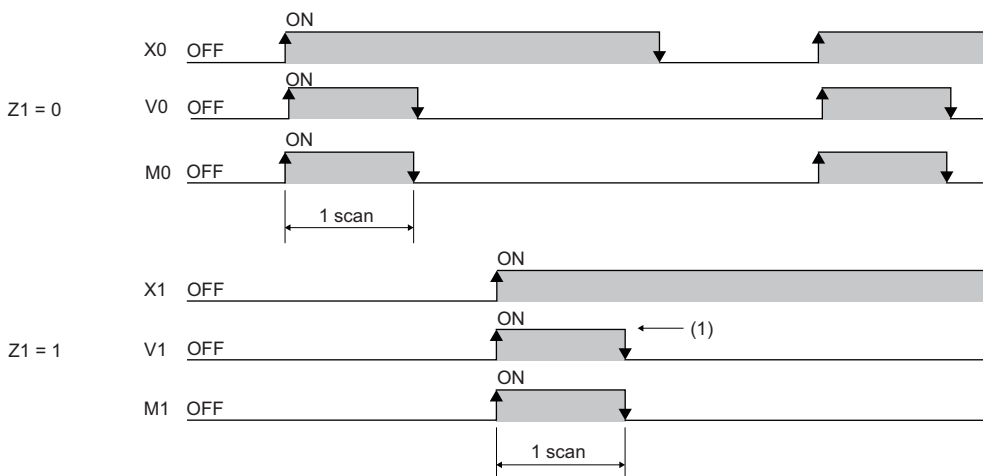 ON
X0 OFF
ON
Z1 = 0 V0 OFF
ON
M0 OFF
1 scan
ON
X1 OFF
ON
(1)
Z1 = 1 V1 OFF
ON
M1 OFF
1 scan